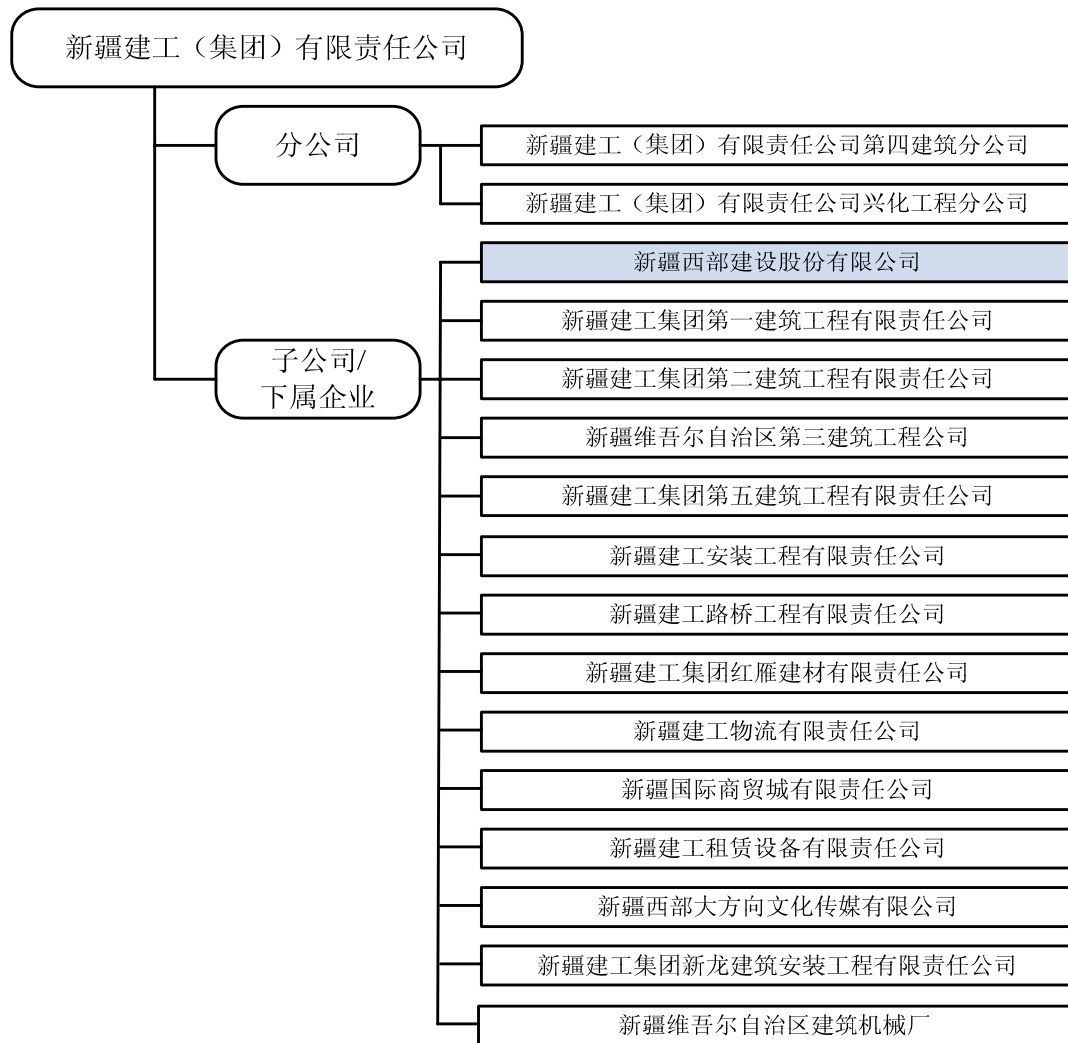 新疆建工（集团）有限责任公司
分公司
新疆建工（集团）有限责任公司第四建筑分公司
新疆建工（集团）有限责任公司兴化工程分公司
子公司/
下属企业
新疆西部建设股份有限公司
新疆建工集团第一建筑工程有限责任公司
新疆建工集团第二建筑工程有限责任公司
新疆维吾尔自治区第三建筑工程公司
新疆建工集团第五建筑工程有限责任公司
新疆建工安装工程有限责任公司
新疆建工路桥工程有限责任公司
新疆建工集团红雁建材有限责任公司
新疆建工物流有限责任公司
新疆国际商贸城有限责任公司
新疆建工租赁设备有限责任公司
新疆西部大方向文化传媒有限公司
新疆建工集团新龙建筑安装工程有限责任公司
新疆维吾尔自治区建筑机械厂